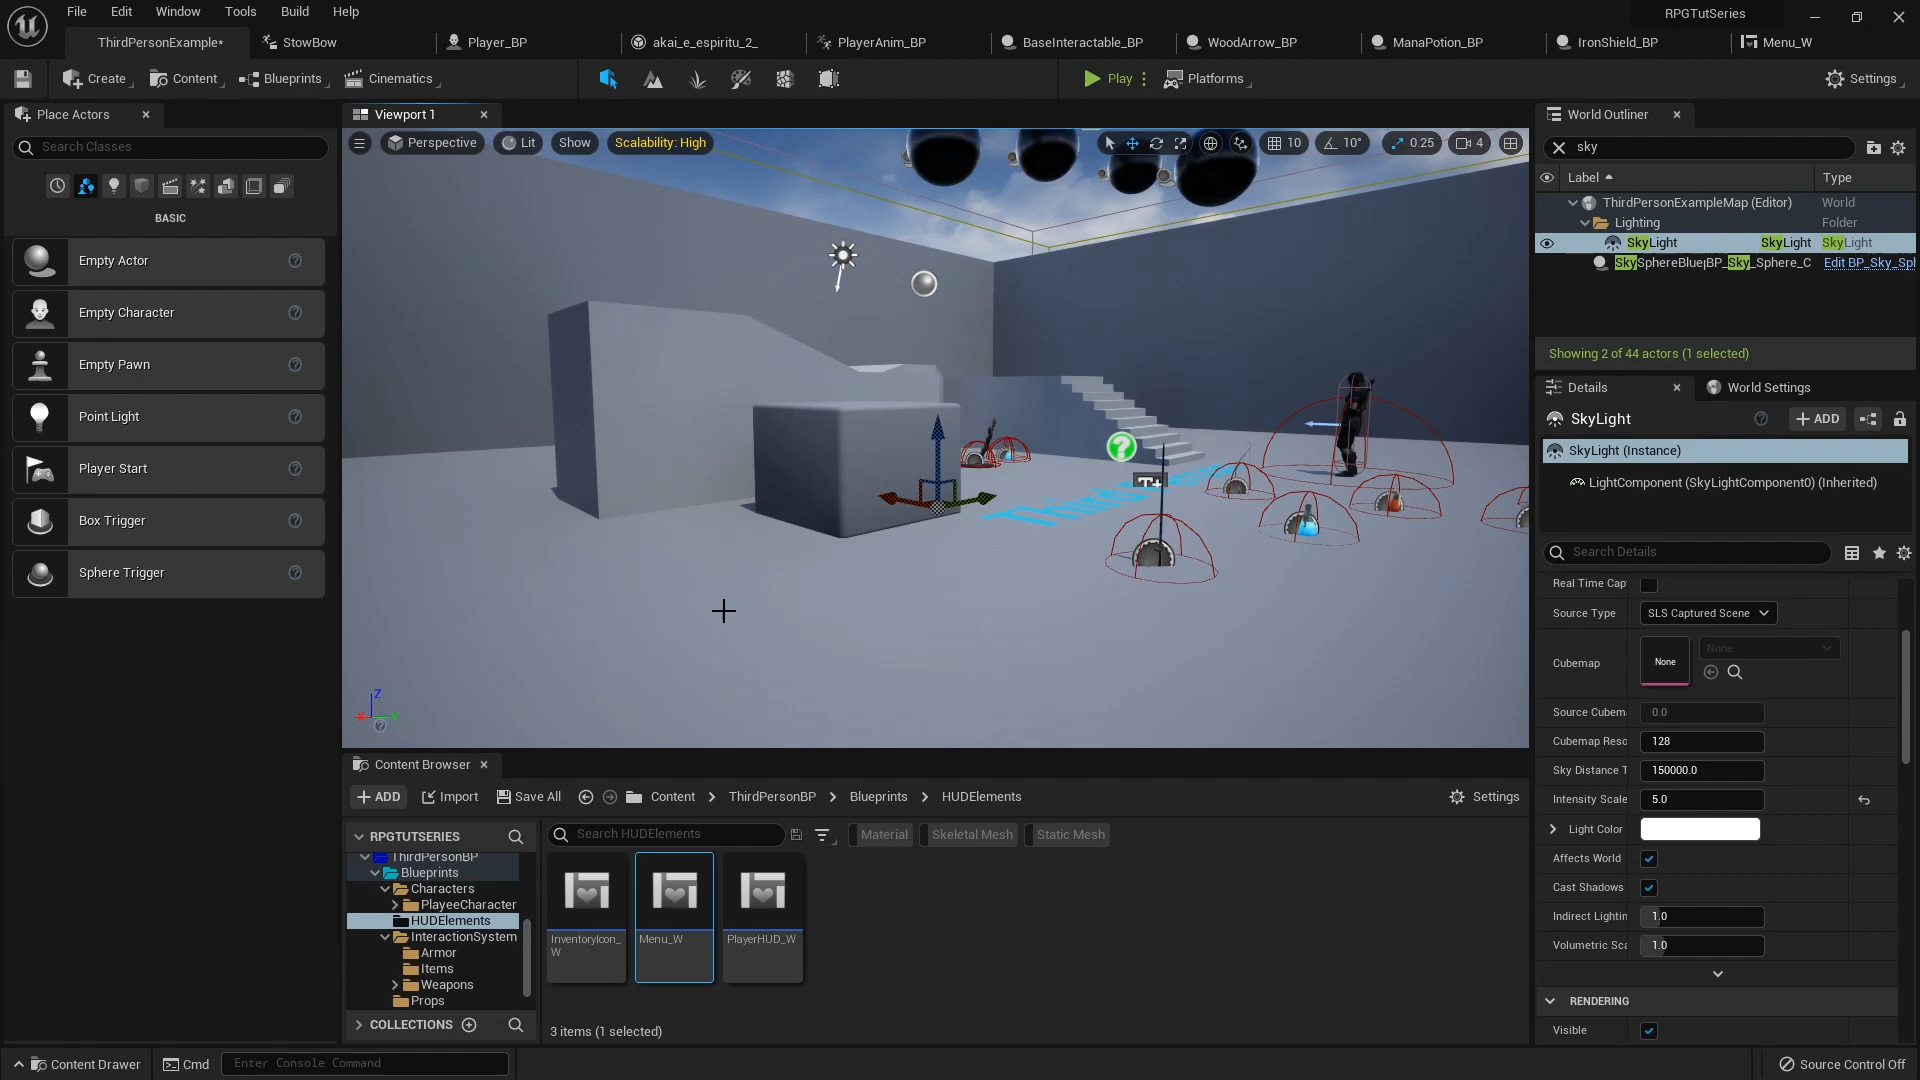 File Edit Window Tools Build Help
RPGTutSeries
ThirdPersonExample* StowBow Player_BP akai_e_espiritu_2_ PlayerAnim_BP BaseInteractable_BP WoodArrow_BP ManaPotion_BP IronShield_BP Menu_W
Create Content Blueprints Cinematics Play Platforms Settings
Place Actors
Search Classes
BASIC
Empty Actor
Empty Character
Empty Pawn
Point Light
Player Start
Box Trigger
Sphere Trigger
Viewport 1
Perspective Lit Show Scalability: High 10 10° 0.25 4
Z
X Y
World Outliner
sky
Label Type
ThirdPersonExampleMap (Editor) World
Lighting Folder
SkyLight SkyLight SkyLight
SkySphereBlue BP_Sky_Sphere_C Edit BP_Sky_Sph
Showing 2 of 44 actors (1 selected)
Details World Settings
SkyLight ADD
SkyLight (Instance)
LightComponent (SkyLightComponent0) (Inherited)
Search Details
Real Time Cap
Source Type SLS Captured Scene
Cubemap None None
Source Cubem 0.0
Cubemap Reso 128
Sky Distance T 150000.0
Intensity Scale 5.0
Light Color
Affects World
Cast Shadows
Indirect Lightin 1.0
Volumetric Sca 1.0
RENDERING
Visible
Content Browser
ADD Import Save All Content ThirdPersonBP Blueprints HUDElements Settings
RPGTUTSERIES
ThirdPersonBP
Blueprints
Characters
PlayeeCharacter
HUDElements
InteractionSystem
Armor
Items
Weapons
Props
COLLECTIONS
Search HUDElements Material Skeletal Mesh Static Mesh
InventoryIcon_
W
Menu_W
PlayerHUD_W
3 items (1 selected)
Content Drawer Cmd Enter Console Command Source Control Off